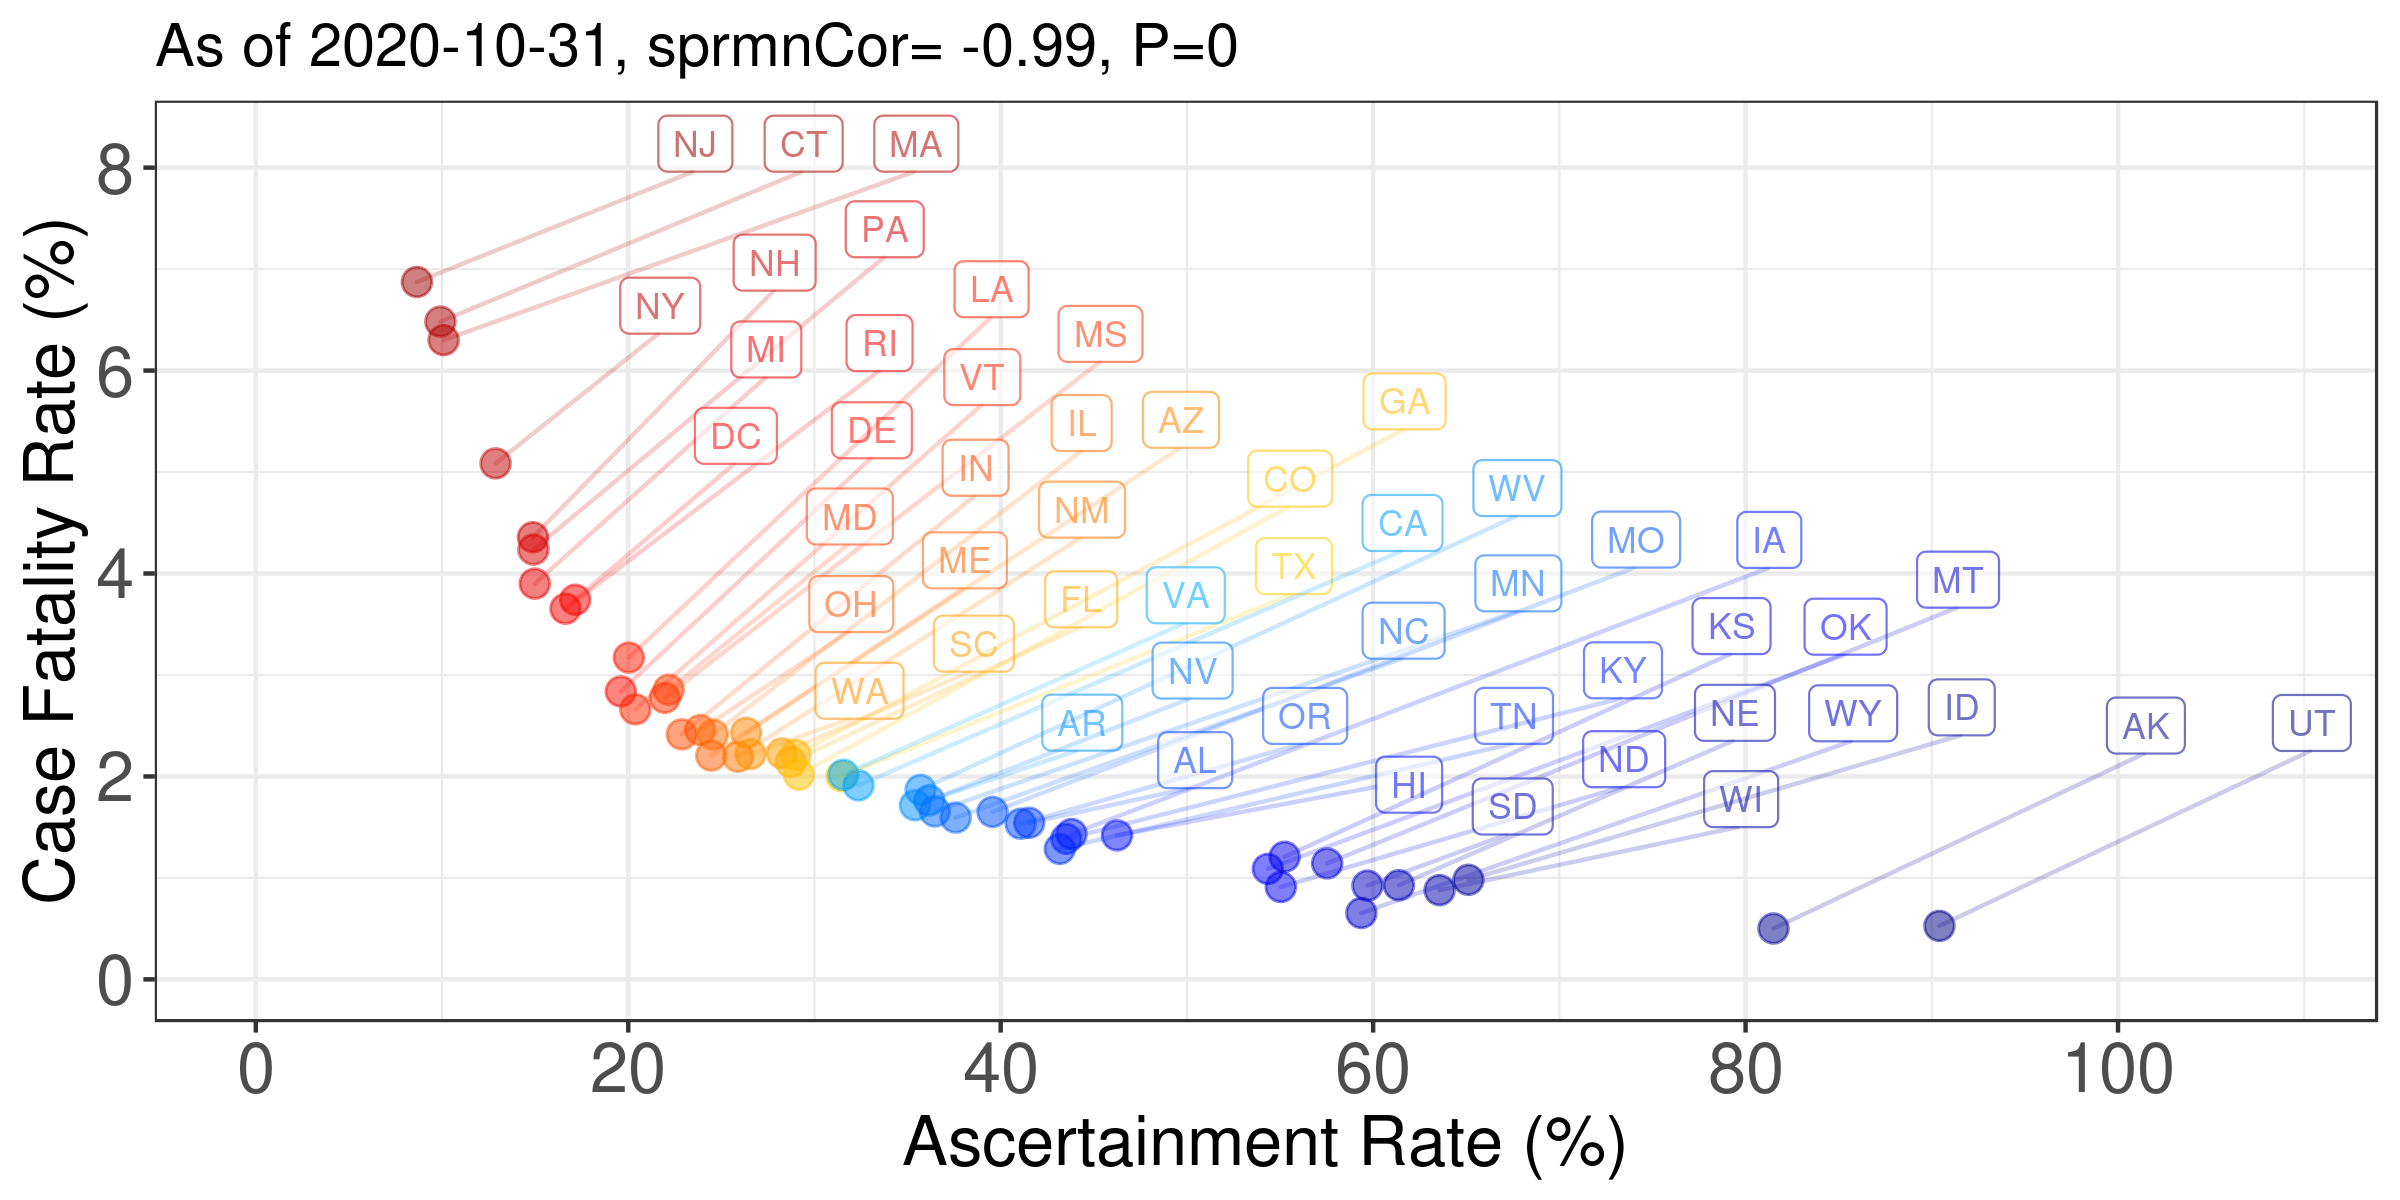 As of 2020-10-31, sprmnCor= -0.99, P=0
Case Fatality Rate (%)
8
6
4
2
0
NJ CT MA
PA
NH
LA
NY
MS
RI
MI
VT
GA
AZ
IL
DE
DC
IN
CO
WV
NM
MD
CA
MO IA
ME
TX
MT
MN
VA
FL
OH
KS OK
NC
SC
KY
NV
WA
ID
NE WY
OR TN
AR
UT
AK
ND
AL
HI
WI
SD
0 20 40 60 80 100
Ascertainment Rate (%)